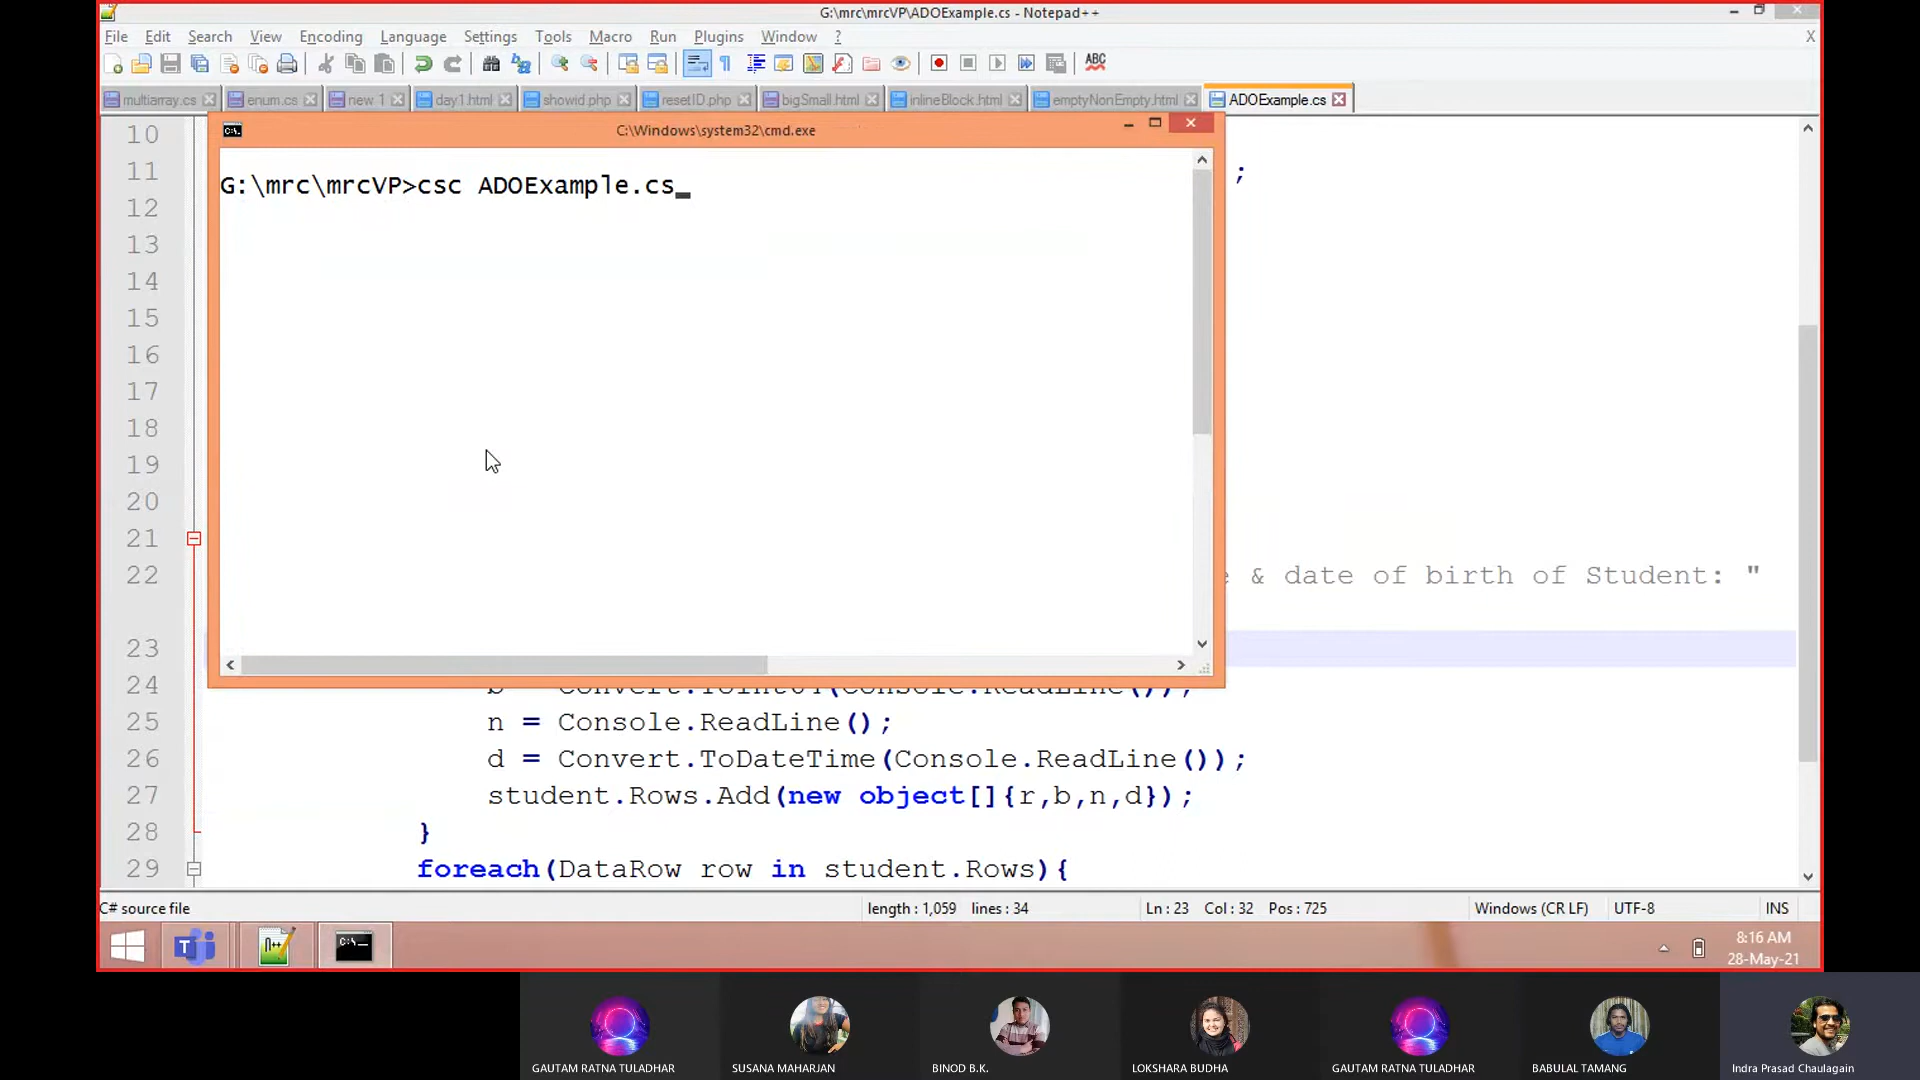 G:\mrc\mrcVP\ADOExample.cs - Notepad++
File Edit Search View Encoding Language Settings Tools Macro Run Plugins Window ? X
ABC
multiarray.cs enum.cs new 1 day1.html showid.php resetID.php bigSmall.html inlineBlock.html emptyNonEmpty.html ADOExample.cs
C:\Windows\system32\cmd.exe
G:\mrc\mrcVP>csc ADOExample.cs_
10
11 ;
12
13
14
15
16
17
18
19
20
21
22 & date of birth of Student: "
23
24 Console.ReadLine());
25 n = Console.ReadLine();
26 d = Convert.ToDateTime(Console.ReadLine());
27 student.Rows.Add(new object[]{r,b,n,d});
28 }
29 foreach(DataRow row in student.Rows){
C# source file length : 1,059 lines : 34 Ln : 23 Col : 32 Pos : 725 Windows (CR LF) UTF-8 INS
8:16 AM
28-May-21
GAUTAM RATNA TULADHAR SUSANA MAHARJAN BINOD B.K. LOKSHARA BUDHA GAUTAM RATNA TULADHAR BABULAL TAMANG Indra Prasad Chaulagain